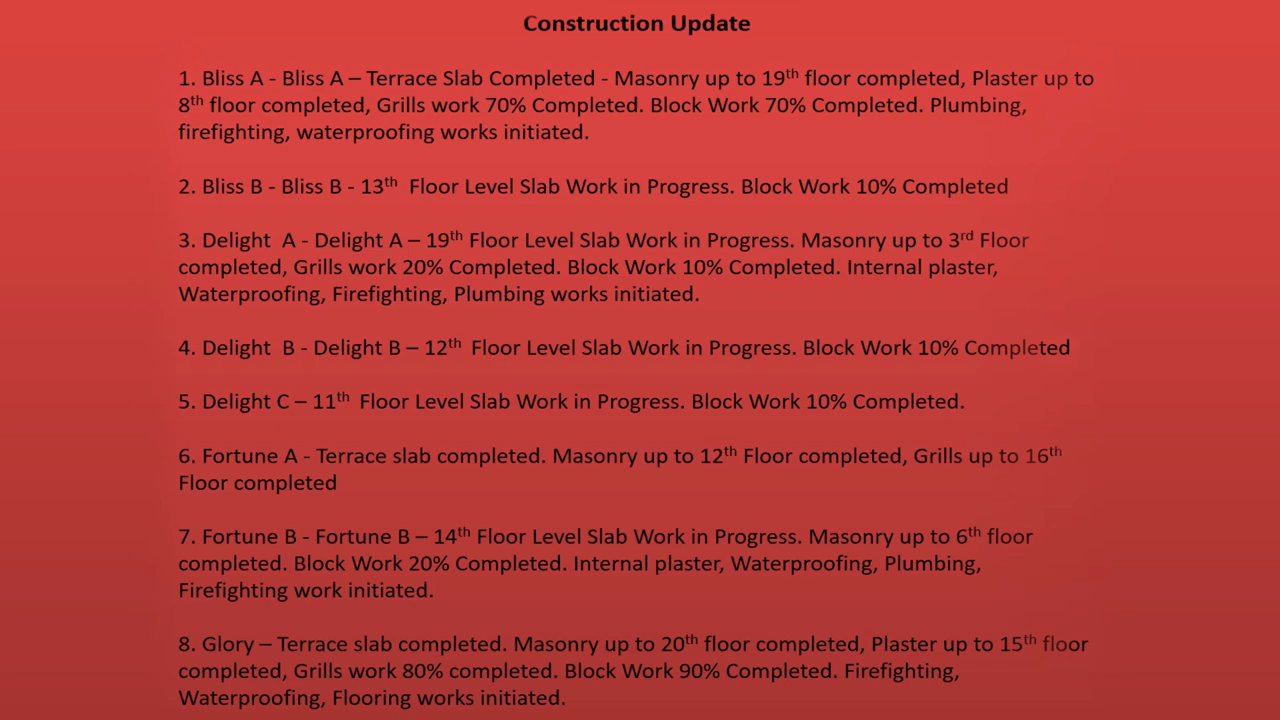 Construction Update
1. Bliss A - Bliss A – Terrace Slab Completed - Masonry up to 19th floor completed, Plaster up to
8th floor completed, Grills work 70% Completed. Block Work 70% Completed. Plumbing,
firefighting, waterproofing works initiated.
2. Bliss B - Bliss B - 13th Floor Level Slab Work in Progress. Block Work 10% Completed
3. Delight A - Delight A – 19th Floor Level Slab Work in Progress. Masonry up to 3rd Floor
completed, Grills work 20% Completed. Block Work 10% Completed. Internal plaster,
Waterproofing, Firefighting, Plumbing works initiated.
4. Delight B - Delight B – 12th Floor Level Slab Work in Progress. Block Work 10% Completed
5. Delight C – 11th Floor Level Slab Work in Progress. Block Work 10% Completed.
6. Fortune A - Terrace slab completed. Masonry up to 12th Floor completed, Grills up to 16th
Floor completed
7. Fortune B - Fortune B – 14th Floor Level Slab Work in Progress. Masonry up to 6th floor
completed. Block Work 20% Completed. Internal plaster, Waterproofing, Plumbing,
Firefighting work initiated.
8. Glory – Terrace slab completed. Masonry up to 20th floor completed, Plaster up to 15th floor
completed, Grills work 80% completed. Block Work 90% Completed. Firefighting,
Waterproofing, Flooring works initiated.